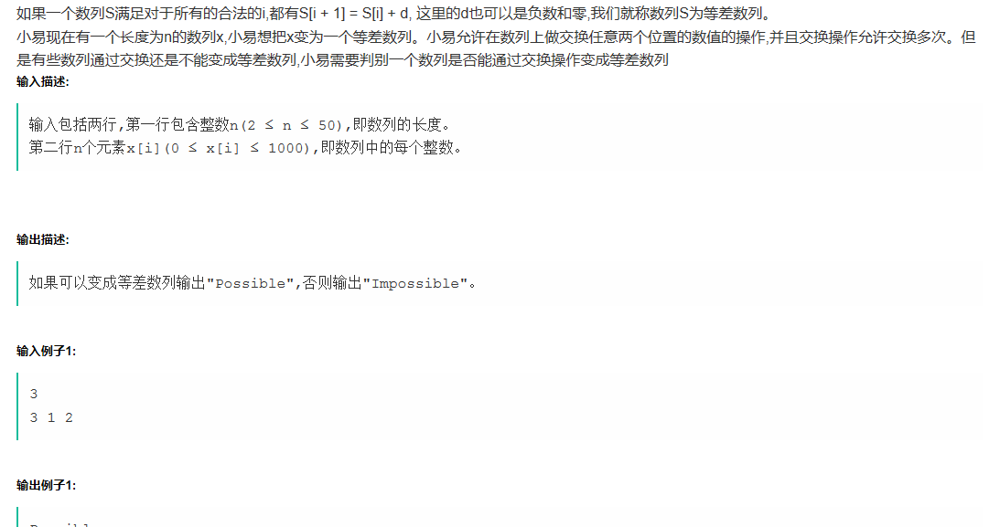 如果一个数列S满足对于所有的合法的i,都有S[i + 1] = S[i] + d, 这里的d也可以是负数和零,我们就称数列S为等差数列。
小易现在有一个长度为n的数列x,小易想把x变为一个等差数列。小易允许在数列上做交换任意两个位置的数值的操作,并且交换操作允许交换多次。但
是有些数列通过交换还是不能变成等差数列,小易需要判别一个数列是否能通过交换操作变成等差数列
输入描述:
输入包括两行,第一行包含整数n(2 ≤ n ≤ 50),即数列的长度。
第二行n个元素x[i](0 ≤ x[i] ≤ 1000),即数列中的每个整数。
输出描述:
如果可以变成等差数列输出"Possible",否则输出"Impossible"。
输入例子1:
3
3 1 2
输出例子1: